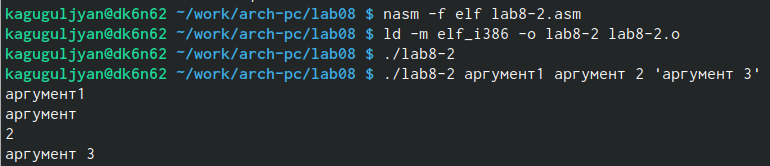 kaguguljyan@dk6n62 ~/work/arch-pc/lab08 $ nasm -f elf lab8-2.asm
kaguguljyan@dk6n62 ~/work/arch-pc/lab08 $ ld -m elf_i386 -o lab8-2 lab8-2.o
kaguguljyan@dk6n62 ~/work/arch-pc/lab08 $ ./lab8-2
kaguguljyan@dk6n62 ~/work/arch-pc/lab08 $ ./lab8-2 аргумент1 аргумент 2 'аргумент 3'
аргумент1
аргумент
2
аргумент 3